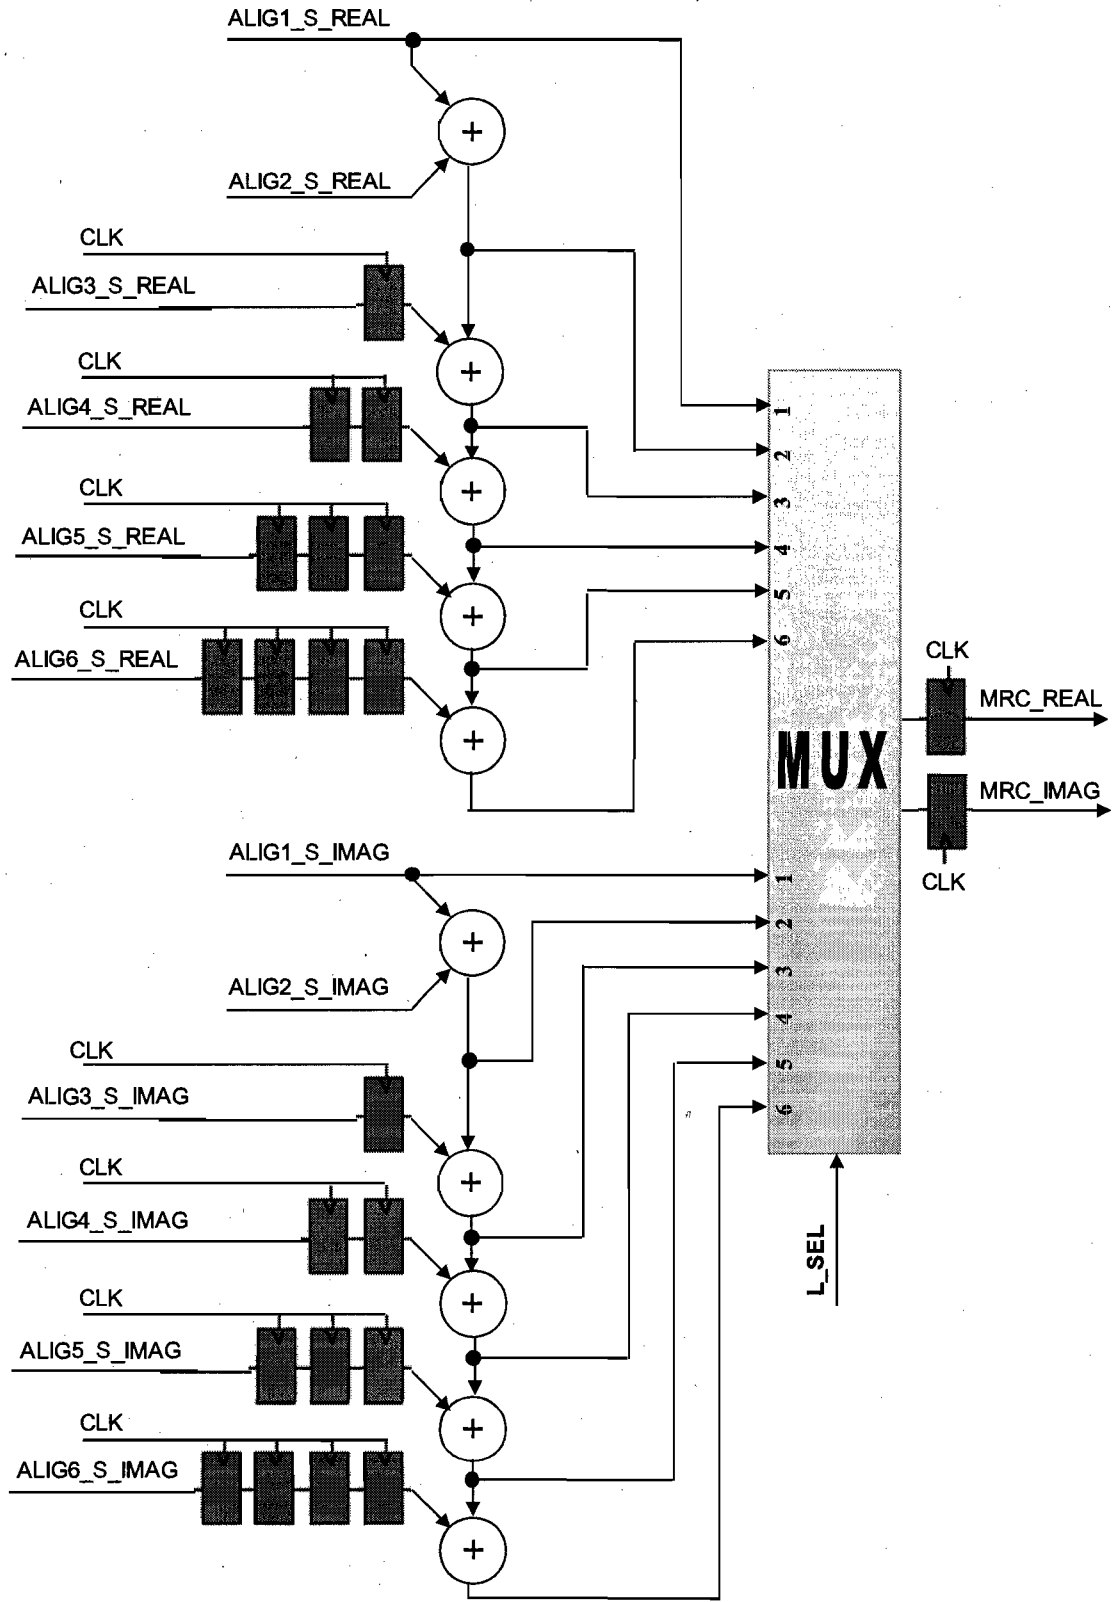 ALIG1_S_REAL
+
ALIG2_S_REAL
CLK
ALIG3_S_REAL
+
CLK
ALIG4_S_REAL
+
CLK
ALIG5_S_REAL
+
CLK
ALIG6_S_REAL
+
1
2
3
4
5
6
MUX
CLK
MRC_REAL
MRC_IMAG
CLK
ALIG1_S_IMAG
+
ALIG2_S_IMAG
CLK
ALIG3_S_IMAG
+
CLK
ALIG4_S_IMAG
+
CLK
ALIG5_S_IMAG
+
CLK
ALIG6_S_IMAG
+
1
2
3
4
5
6
L_SEL